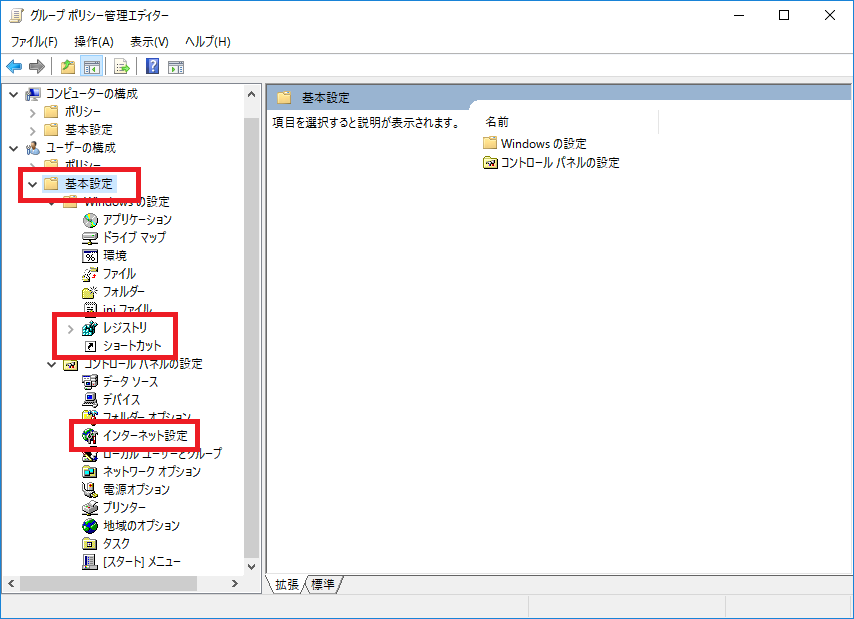 グループ ポリシー管理エディター
ファイル(F) 操作(A) 表示(V) ヘルプ(H)
コンピューターの構成
ポリシー
基本設定
ユーザーの構成
ポリシー
基本設定
Windows の設定
アプリケーション
ドライブ マップ
環境
ファイル
フォルダー
ini ファイル
レジストリ
ショートカット
コントロール パネルの設定
データ ソース
デバイス
フォルダー オプション
インターネット設定
ローカル ユーザーとグループ
ネットワーク オプション
電源オプション
プリンター
地域のオプション
タスク
[スタート] メニュー
基本設定
項目を選択すると説明が表示されます。
名前
Windows の設定
コントロール パネルの設定
拡張 標準